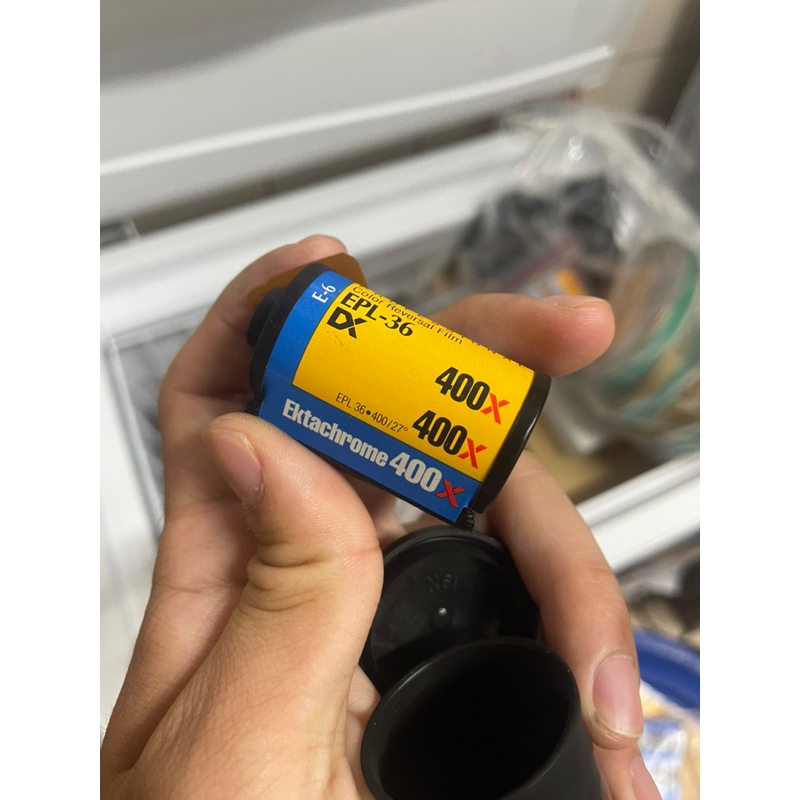 E-6
Color Reversal Film
EPL-36
DX
400X
EPL 36•400/27°
400X
Ektachrome 400X